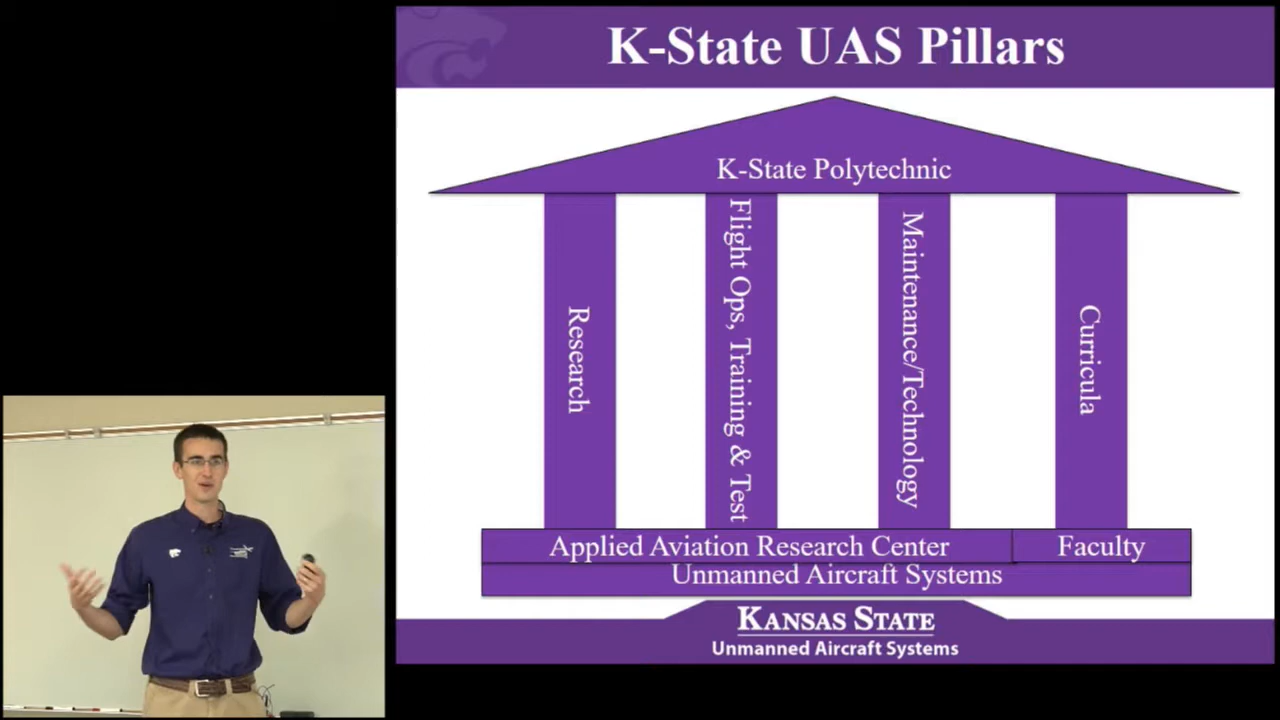 K-State UAS Pillars
K-State Polytechnic
Research
Flight Ops, Training & Test
Maintenance/Technology
Curricula
Applied Aviation Research Center
Faculty
Unmanned Aircraft Systems
KANSAS STATE
Unmanned Aircraft Systems